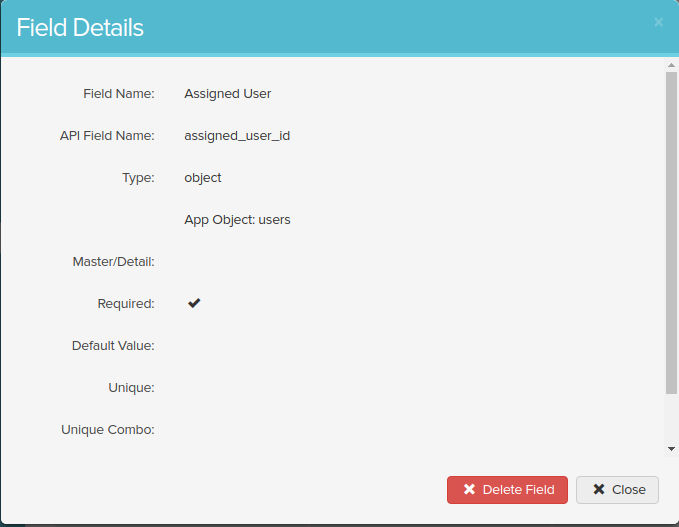 Field Details
×
Field Name: Assigned User
API Field Name: assigned_user_id
Type: object
App Object: users
Master/Detail:
Required: ✔
Default Value:
Unique:
Unique Combo:
✖ Delete Field ✖ Close